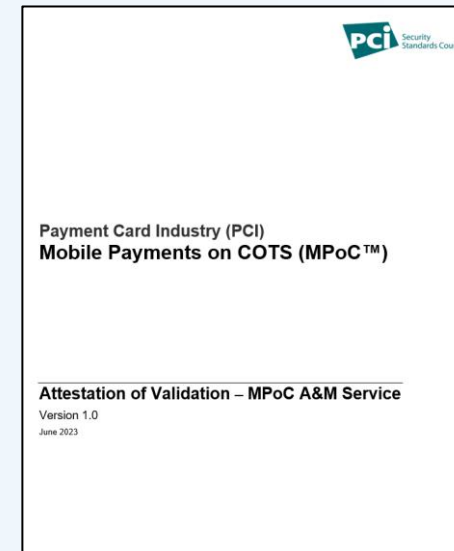 PCI
Security
Standards
Payment Card Industry (PCI)
Mobile Payments on COTS (MPoC™)
Attestation of Validation – MPoC A&M Service
Version 1.0
June 2023